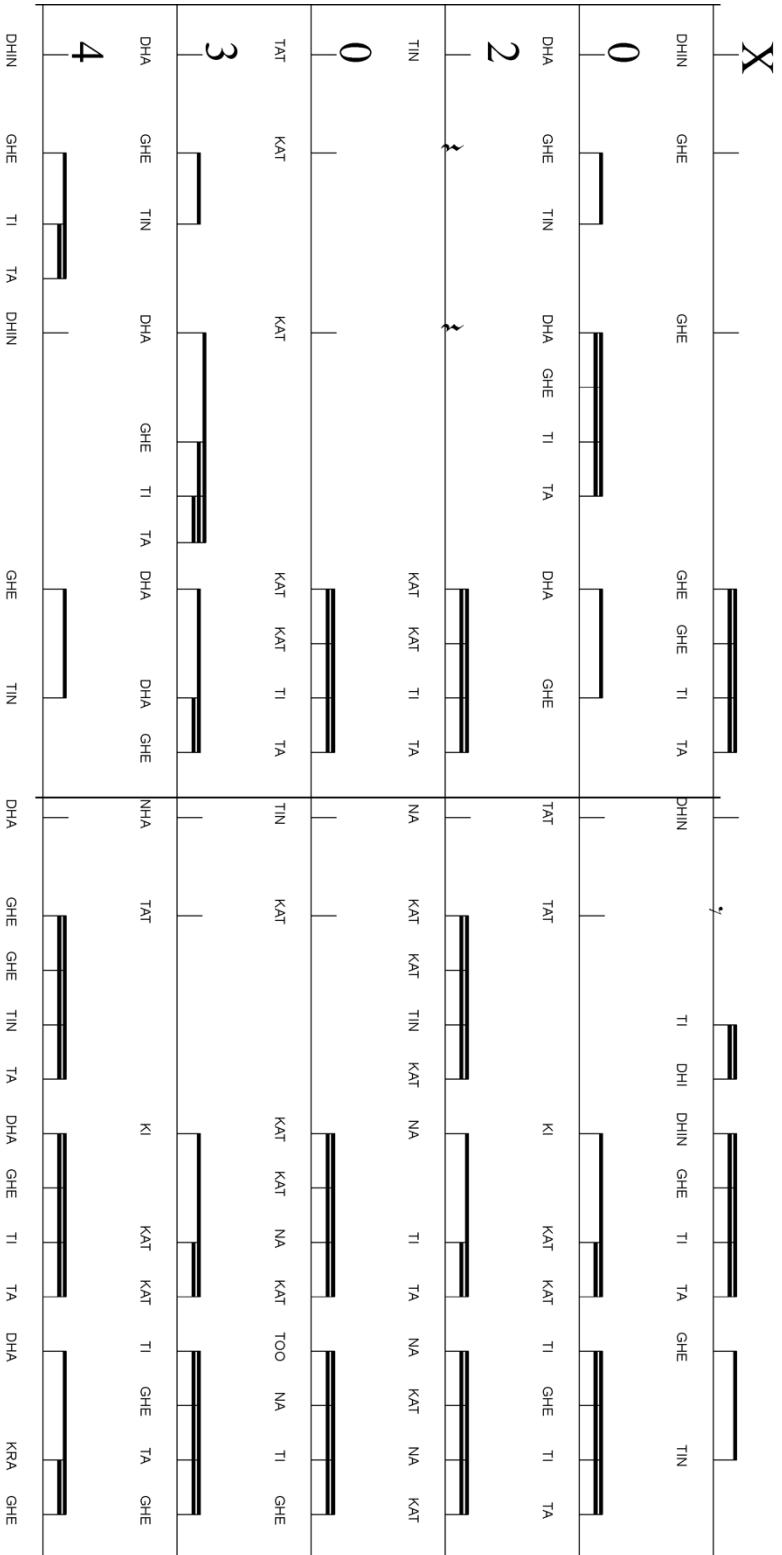 X
DHIN GHE GHE GHE GHE TI TA DHIN TI DHI DHIN GHE TI TA GHE TIN
0
DHA GHE TIN DHA GHE TI TA DHA GHE TAT TAT KI KAT KAT TI GHE TI TA
2
TIN KAT KAT TI TA NA KAT KAT TIN KAT NA TI TA NA KAT NA KAT
0
TAT KAT KAT KAT KAT TI TA TIN KAT KAT KAT NA KAT TOO NA TI GHE
3
DHA GHE TIN DHA GHE TI TA DHA DHA GHE NHA TAT KI KAT KAT TI GHE TA GHE
4
DHIN GHE TI TA DHIN GHE TIN DHA GHE GHE TIN TA DHA GHE TI TA DHA KRA GHE